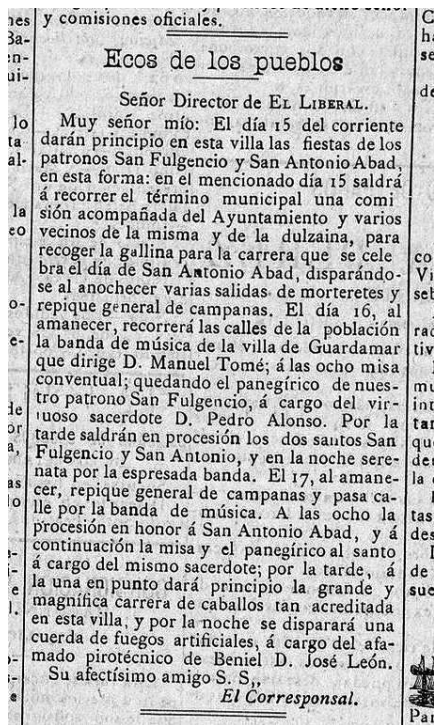 y comisiones oficiales.
Ecos de los pueblos
Señor Director de EL LIBERAL.
Muy señor mío: El día 15 del corriente
darán principio en esta villa las fiestas de los
patronos San Fulgencio y San Antonio Abad,
en esta forma: en el mencionado día 15 saldrá
á recorrer el término municipal una comi
sión acompañada del Ayuntamiento y varios
vecinos de la misma y de la dulzaina, para
recoger la gallina para la carrera que se cele
bra el día de San Antonio Abad, disparándo-
se al anochecer varias salidas de morteretes y
repique general de campanas. El día 16, al
amanecer, recorrerá las calles de la población
la banda de música de la villa de Guardamar
que dirige D. Manuel Tomé; á las ocho misa
conventual; quedando el panegírico de nues-
tro patrono San Fulgencio, á cargo del vir-
tuoso sacerdote D. Pedro Alonso. Por la
tarde saldrán en procesión los dos santos San
Fulgencio y San Antonio, y en la noche sere-
nata por la espresada banda. El 17, al amane-
cer, repique general de campanas y pasa ca-
lle por la banda de música. A las ocho la
procesión en honor á San Antonio Abad, y á
continuación la misa y el panegírico al santo
á cargo del mismo sacerdote; por la tarde, á
la una en punto dará principio la grande y
magnífica carrera de caballos tan acreditada
en esta villa, y por la noche se disparará una
cuerda de fuegos artificiales, á cargo del afa-
mado pirotécnico de Beniel D. José León.
Su afectísimo amigo S. S,,
El Corresponsal.